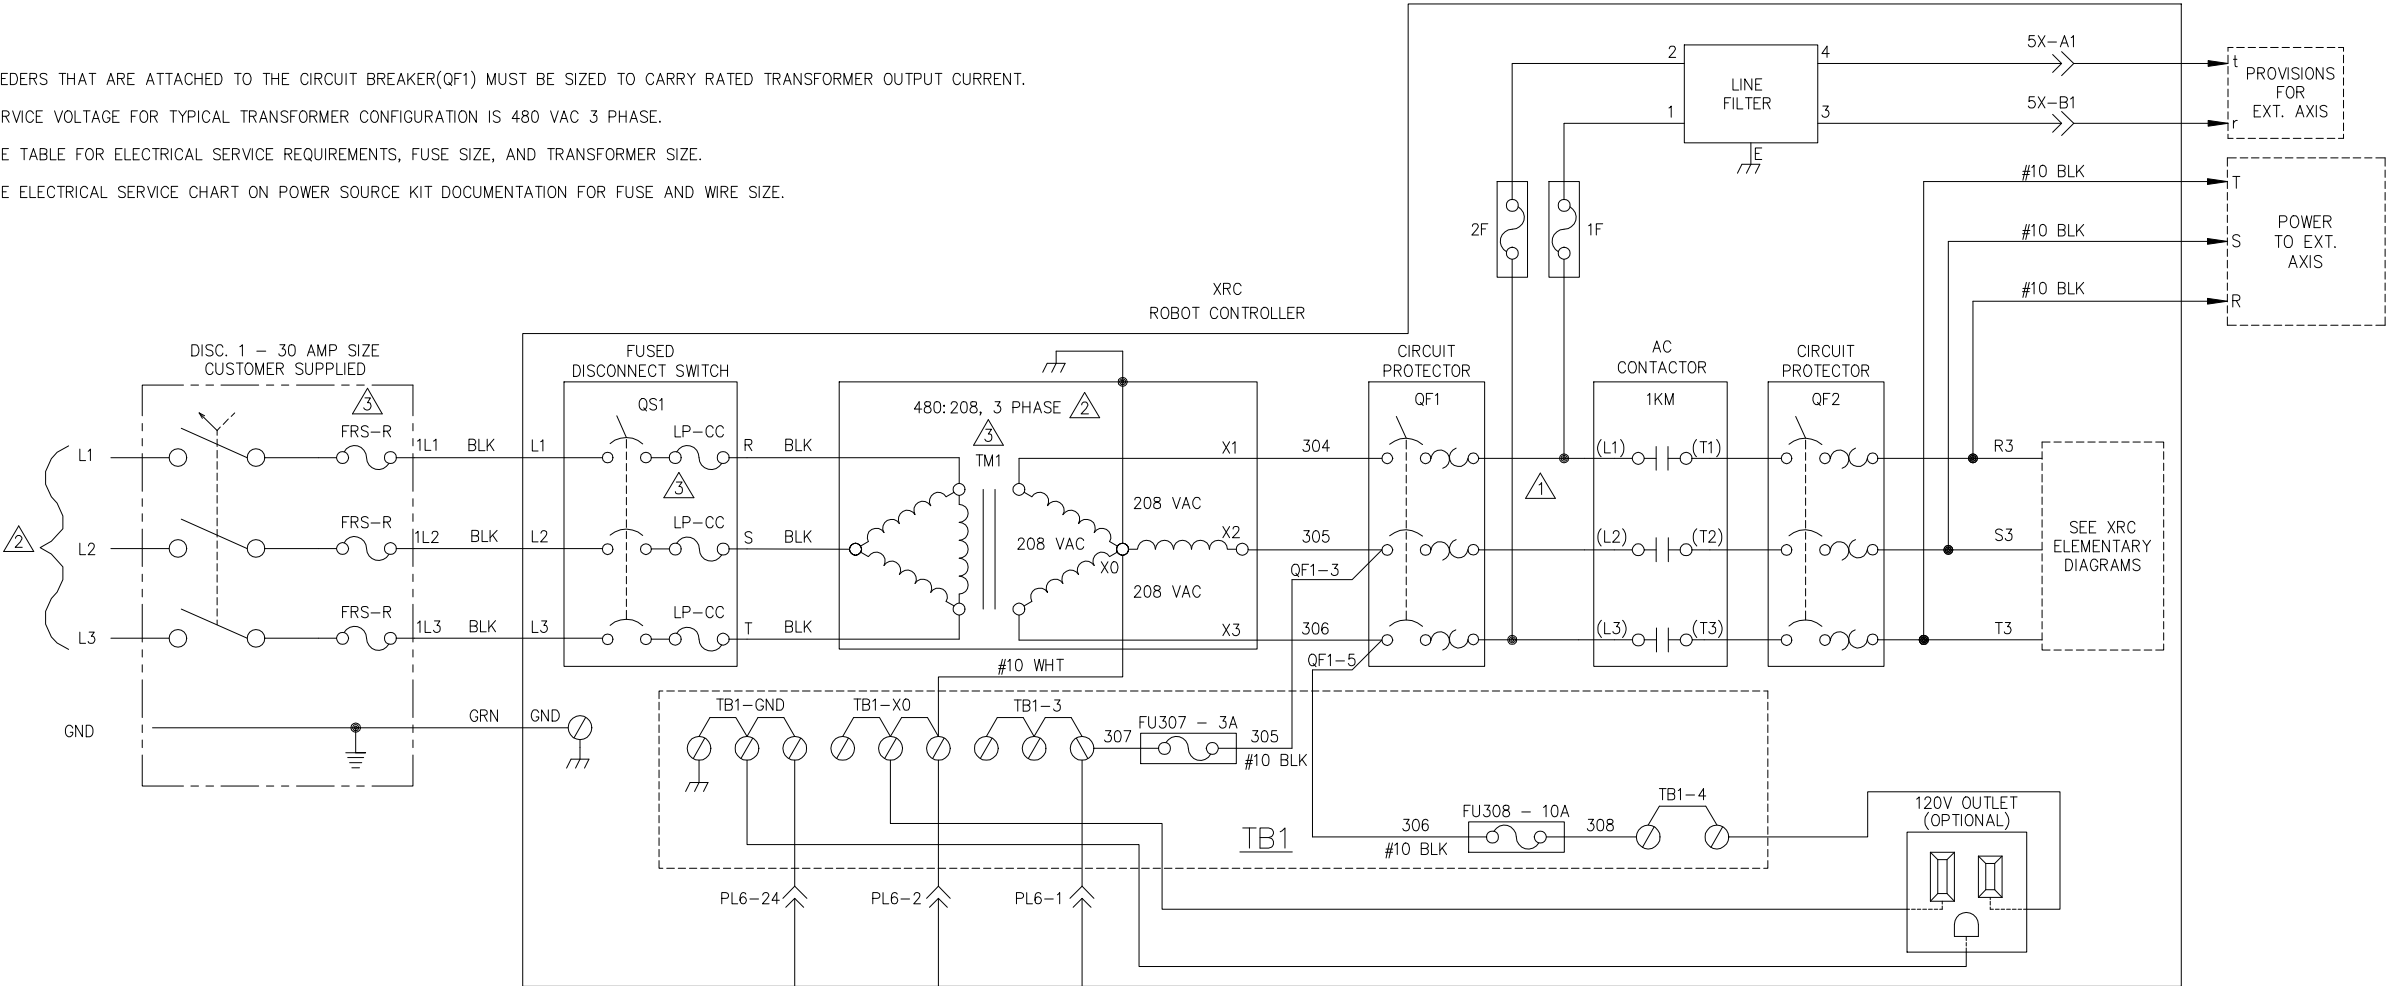 EDERS THAT ARE ATTACHED TO THE CIRCUIT BREAKER(QF1) MUST BE SIZED TO CARRY RATED TRANSFORMER OUTPUT CURRENT.
RVICE VOLTAGE FOR TYPICAL TRANSFORMER CONFIGURATION IS 480 VAC 3 PHASE.
E TABLE FOR ELECTRICAL SERVICE REQUIREMENTS, FUSE SIZE, AND TRANSFORMER SIZE.
E ELECTRICAL SERVICE CHART ON POWER SOURCE KIT DOCUMENTATION FOR FUSE AND WIRE SIZE.
2
1
LINE
FILTER
4
3
E
5X-A1
5X-B1
t
r
PROVISIONS
FOR
EXT. AXIS
#10 BLK
#10 BLK
#10 BLK
T
S
R
POWER
TO EXT.
AXIS
2F
1F
XRC
ROBOT CONTROLLER
DISC. 1 - 30 AMP SIZE
CUSTOMER SUPPLIED
3
2
L1
L2
L3
GND
FRS-R
FRS-R
FRS-R
1L1
BLK
L1
1L2
BLK
L2
1L3
BLK
L3
GRN
GND
FUSED
DISCONNECT SWITCH
QS1
LP-CC
3
LP-CC
LP-CC
R
BLK
S
BLK
T
BLK
480:208, 3 PHASE
2
3
TM1
208 VAC
208 VAC
208 VAC
X0
X1
X2
X3
304
305
306
QF1-3
QF1-5
#10 WHT
CIRCUIT
PROTECTOR
QF1
1
AC
CONTACTOR
1KM
(L1)
(T1)
(L2)
(T2)
(L3)
(T3)
CIRCUIT
PROTECTOR
QF2
R3
S3
T3
SEE XRC
ELEMENTARY
DIAGRAMS
TB1-GND
TB1-X0
TB1-3
307
FU307 - 3A
305
#10 BLK
TB1
306
#10 BLK
FU308 - 10A
308
TB1-4
120V OUTLET
(OPTIONAL)
PL6-24
PL6-2
PL6-1